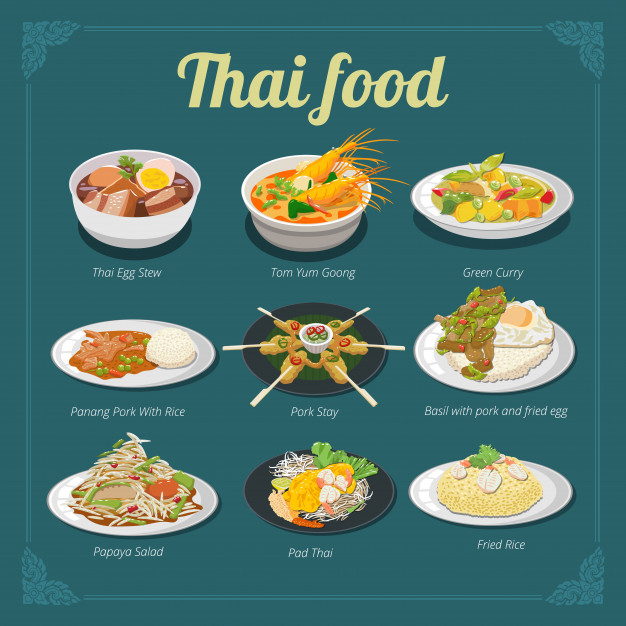 Thai food
Thai Egg Stew
Tom Yum Goong
Green Curry
Panang Pork With Rice
Pork Stay
Basil with pork and fried egg
Papaya Salad
Pad Thai
Fried Rice